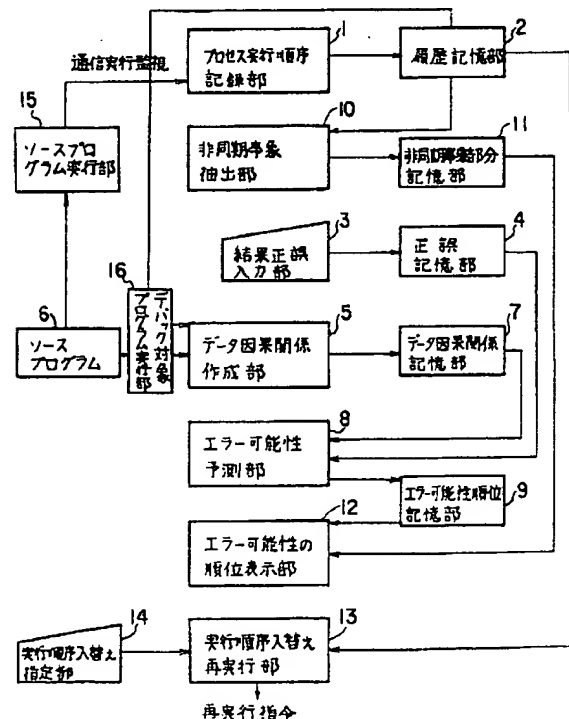 1
2
通信実行監視
プロセス実行順序
記録部
履歴記憶部
15
10
11
ソースプロ
グラム実行部
非同期事象
抽出部
非同期事象部分
記憶部
3
4
結果正誤
入力部
正誤
記憶部
16
デバッグ対象
プログラム実行部
6
5
7
ソース
プログラム
データ因果関係
作成部
データ因果関係
記憶部
8
エラー可能性
予測部
エラー可能性順位
記憶部
9
12
エラー可能性の
順位表示部
14
13
実行順序入替え
指定部
実行順序入替え
再実行部
再実行指令